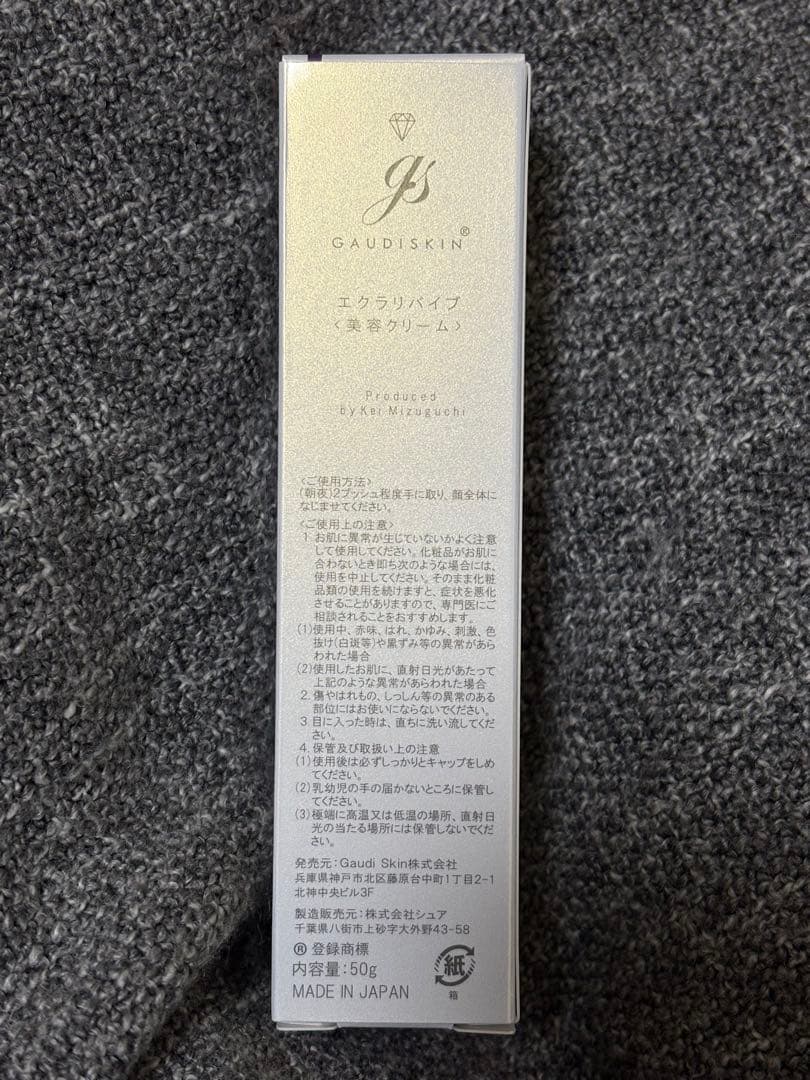 gs
GAUDISKIN®
エクラリバイブ
〈美容クリーム〉
Produced
by Kei Mizuguchi
〈ご使用方法〉
(朝夜)2プッシュ程度手に取り、顔全体に
なじませてください。
〈ご使用上の注意〉
1. お肌に異常が生じていないかよく注意
して使用してください。化粧品がお肌に
合わないとき即ち次のような場合には、
使用を中止してください。そのまま化粧
品類の使用を続けますと、症状を悪化
させることがありますので、専門医にご
相談されることをおすすめします。
(1)使用中、赤味、はれ、かゆみ、刺激、色
抜け(白斑等)や黒ずみ等の異常があら
われた場合
(2)使用したお肌に、直射日光があたって
上記のような異常があらわれた場合
2. 傷やはれもの、しっしん等の異常のある
部位にはお使いにならないでください。
3. 目に入った時は、直ちに洗い流してくだ
さい。
4. 保管及び取扱い上の注意
(1)使用後は必ずしっかりとキャップをしめ
てください。
(2)乳幼児の手の届かないところに保管し
てください。
(3)極端に高温又は低温の場所、直射日
光の当たる場所には保管しないでくだ
さい。
発売元：Gaudi Skin株式会社
兵庫県神戸市北区藤原台中町1丁目2-1
北神中央ビル3F
製造販売元：株式会社シュア
千葉県八街市上砂字大外野43-58
® 登録商標
内容量：50g
MADE IN JAPAN
紙
箱